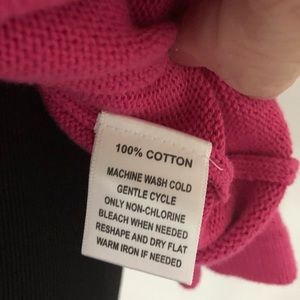 100% COTTON
MACHINE WASH COLD
GENTLE CYCLE
ONLY NON-CHLORINE
BLEACH WHEN NEEDED
RESHAPE AND DRY FLAT
WARM IRON IF NEEDED